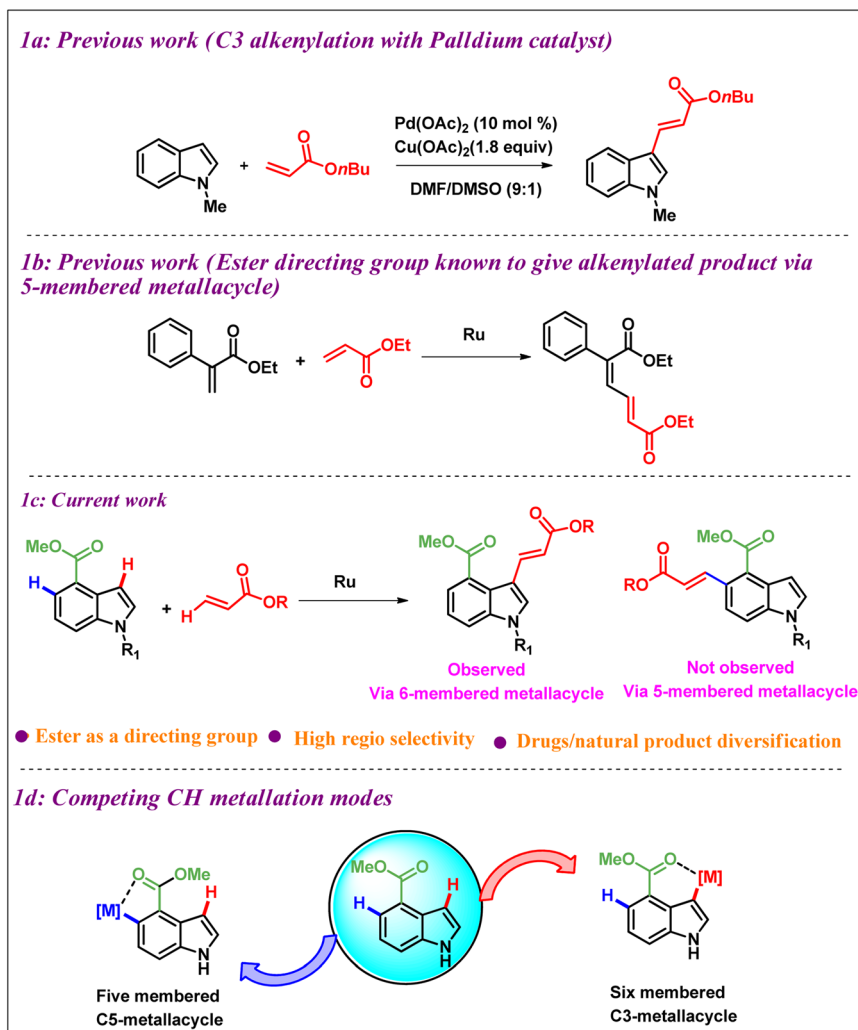 1a: Previous work (C3 alkenylation with Palldium catalyst)
N
Me
+
O
OnBu
Pd(OAc)2 (10 mol %)
Cu(OAc)2(1.8 equiv)
DMF/DMSO (9:1)
O
OnBu
N
Me
1b: Previous work (Ester directing group known to give alkenylated product via
5-membered metallacycle)
O
OEt
+
OEt
O
Ru
O
OEt
OEt
O
1c: Current work
MeO O
H H
N
R1
+
O
H OR
Ru
O
OR
MeO O
N
R1
Observed
Via 6-membered metallacycle
MeO O
O
RO
N
R1
Not observed
Via 5-membered metallacycle
● Ester as a directing group ● High regio selectivity ● Drugs/natural product diversification
1d: Competing CH metallation modes
O OMe
[M] H
N
H
Five membered
C5-metallacycle
MeO O
H H
N
H
MeO O
[M]
H
N
H
Six membered
C3-metallacycle